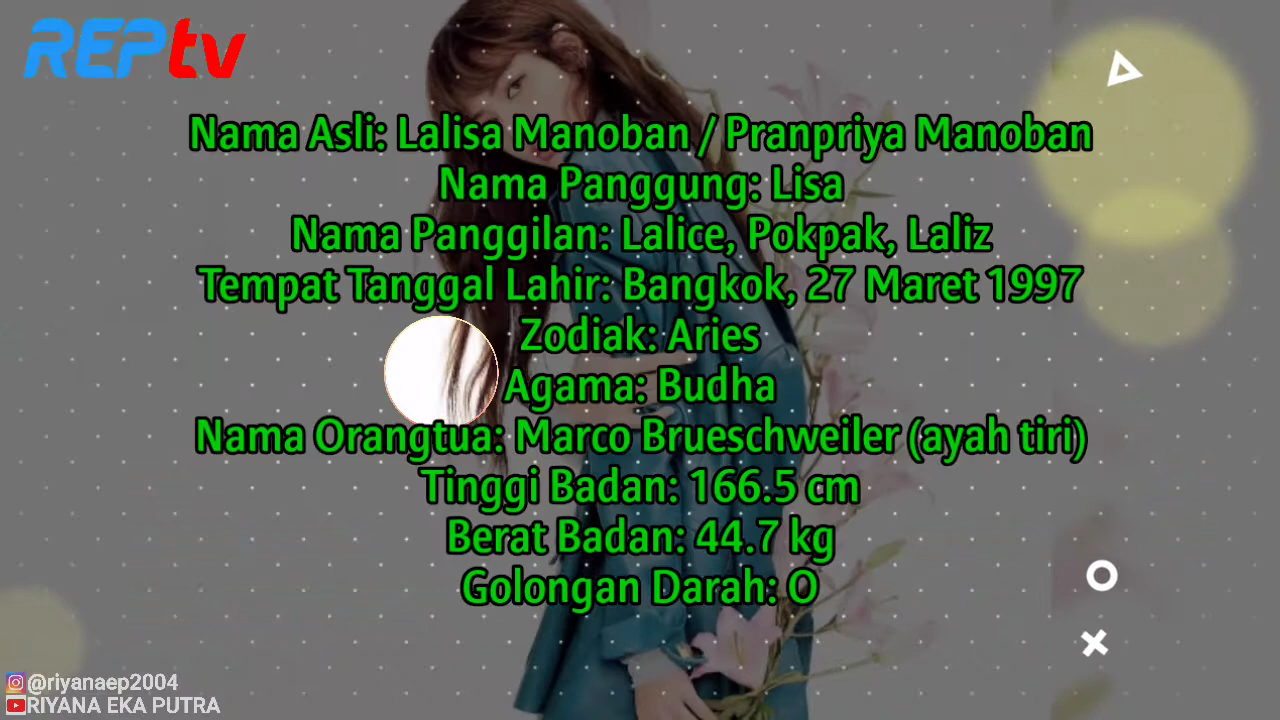 REPtv
Nama Asli: Lalisa Manoban / Pranpriya Manoban
Nama Panggung: Lisa
Nama Panggilan: Lalice, Pokpak, Laliz
Tempat Tanggal Lahir: Bangkok, 27 Maret 1997
Zodiak: Aries
Agama: Budha
Nama Orangtua: Marco Brueschweiler (ayah tiri)
Tinggi Badan: 166.5 cm
Berat Badan: 44.7 kg
Golongan Darah: O
@riyanaep2004
RIYANA EKA PUTRA